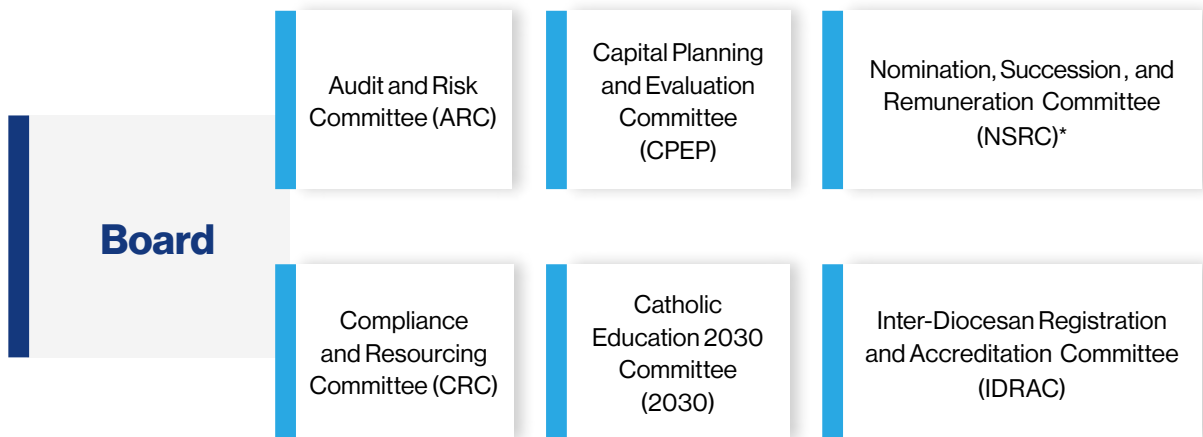 Board
Audit and Risk
Committee (ARC)
Capital Planning
and Evaluation
Committee
(CPEP)
Nomination, Succession, and
Remuneration Committee
(NSRC)*
Compliance
and Resourcing
Committee (CRC)
Catholic
Education 2030
Committee
(2030)
Inter-Diocesan Registration
and Accreditation Committee
(IDRAC)